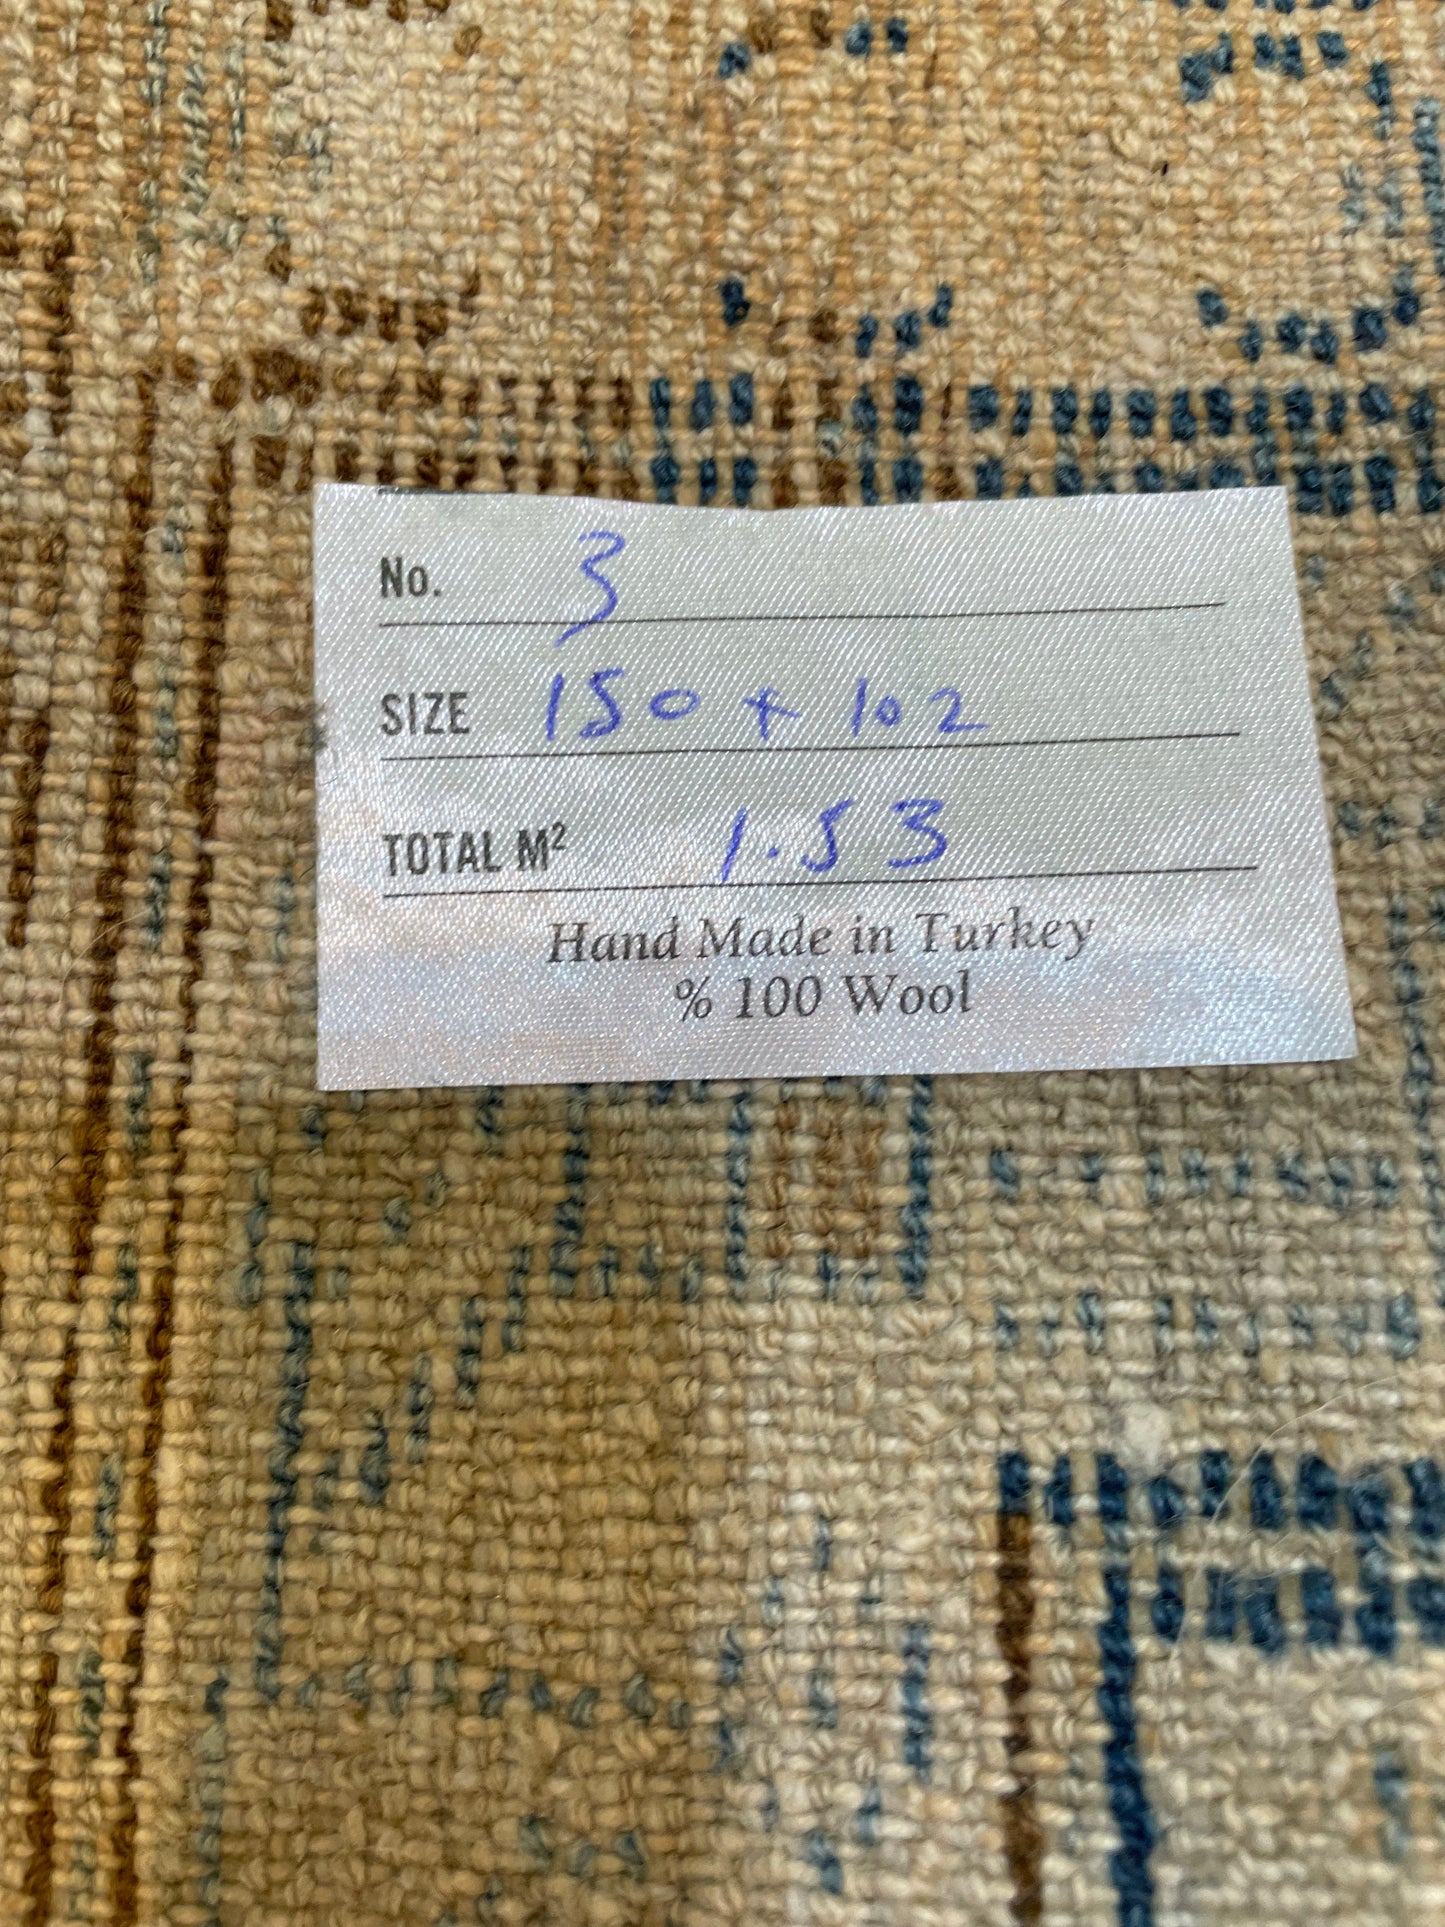 No. 3
SIZE 150 x 102
TOTAL M² 1.53
Hand Made in Turkey
% 100 Wool